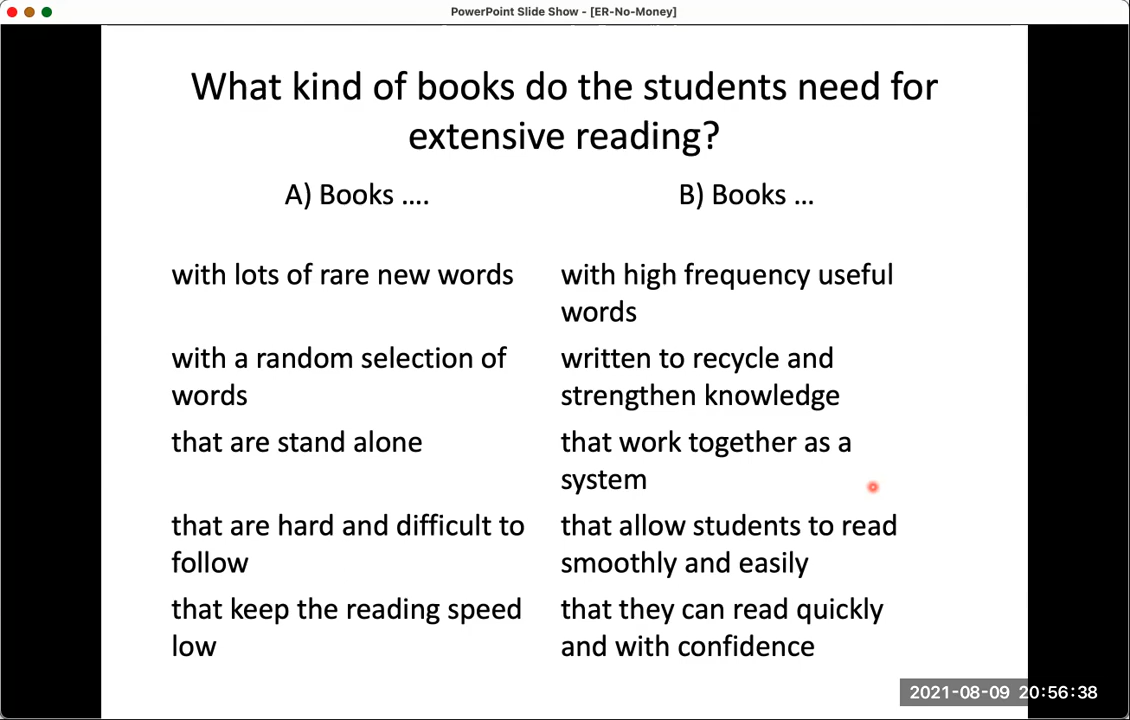 PowerPoint Slide Show - [ER-No-Money]
What kind of books do the students need for
extensive reading?
A) Books ....
B) Books ...
with lots of rare new words
with high frequency useful
words
with a random selection of
words
written to recycle and
strengthen knowledge
that are stand alone
that work together as a
system
that are hard and difficult to
follow
that allow students to read
smoothly and easily
that keep the reading speed
low
that they can read quickly
and with confidence
2021-08-09 20:56:38